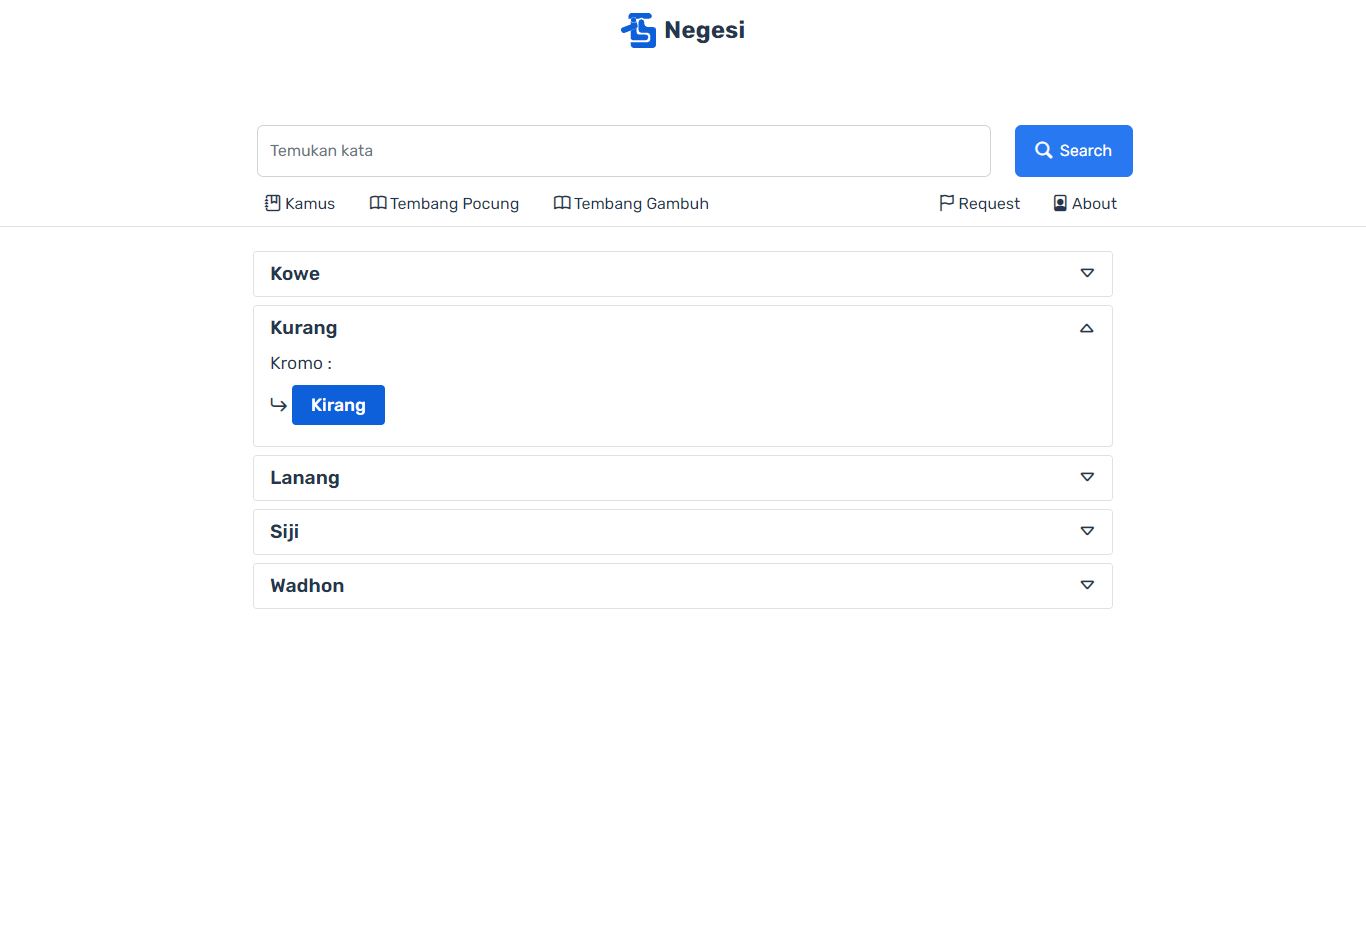 Negesi
Temukan kata
Search
Kamus Tembang Pocung Tembang Gambuh Request About
Kowe
Kurang
Kromo :
Kirang
Lanang
Siji
Wadhon